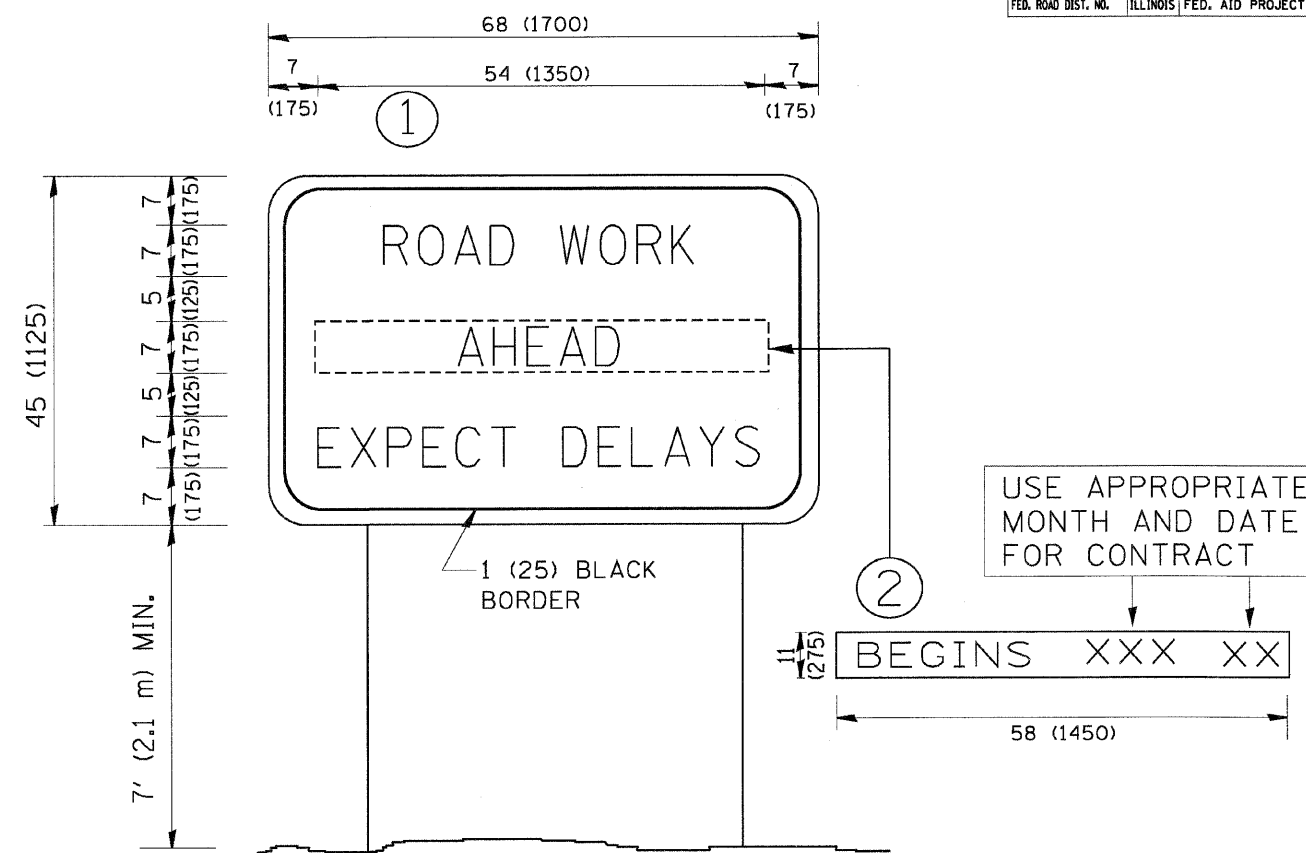 FED. ROAD DIST. NO. ILLINOIS FED. AID PROJECT
68 (1700)
7 54 (1350) 7
(175) (175)
1
45 (1125)
7 (175)
7 (175)
5 (125)
7 (175)
5 (125)
7 (175)
7 (175)
ROAD WORK
AHEAD
EXPECT DELAYS
1 (25) BLACK
BORDER
7' (2.1 m) MIN.
2
USE APPROPRIATE
MONTH AND DATE
FOR CONTRACT
11
(275)
BEGINS XXX XX
58 (1450)